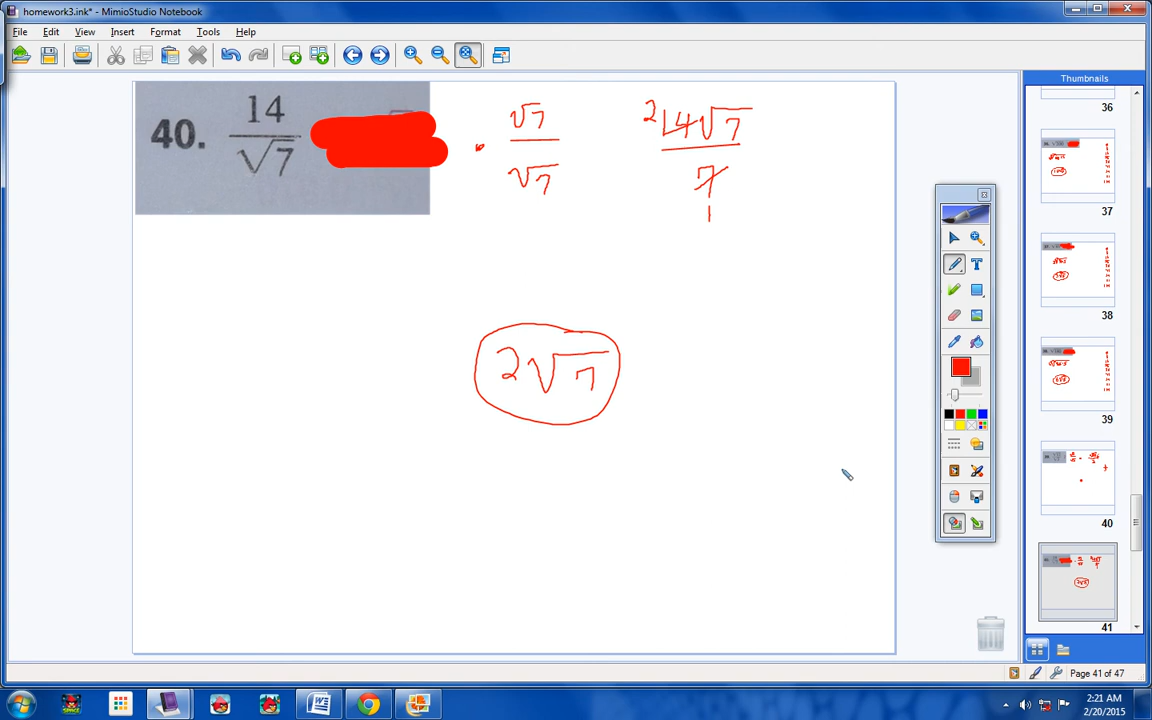 homework3.ink* - MimioStudio Notebook
File Edit View Insert Format Tools Help
Thumbnails
40. 14/√7 · √7/√7 2 14√7/7 1
2√7
36
37
38
39
40
41
Page 41 of 47
2:21 AM
2/20/2015